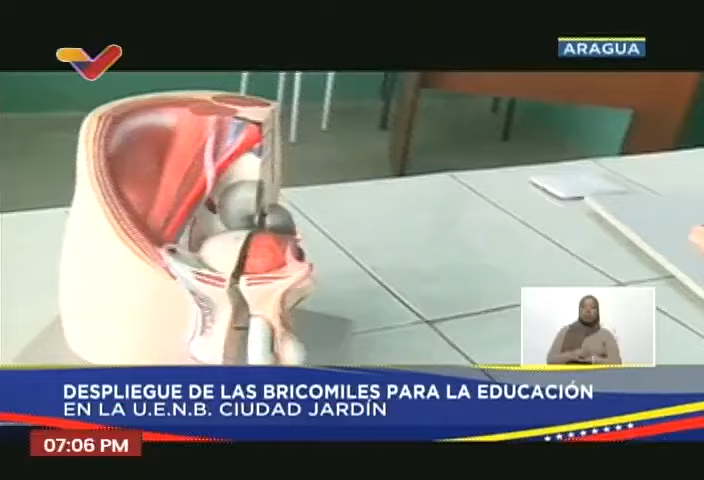 ARAGUA
DESPLIEGUE DE LAS BRICOMILES PARA LA EDUCACIÓN
EN LA U.E.N.B. CIUDAD JARDÍN
07:06 PM